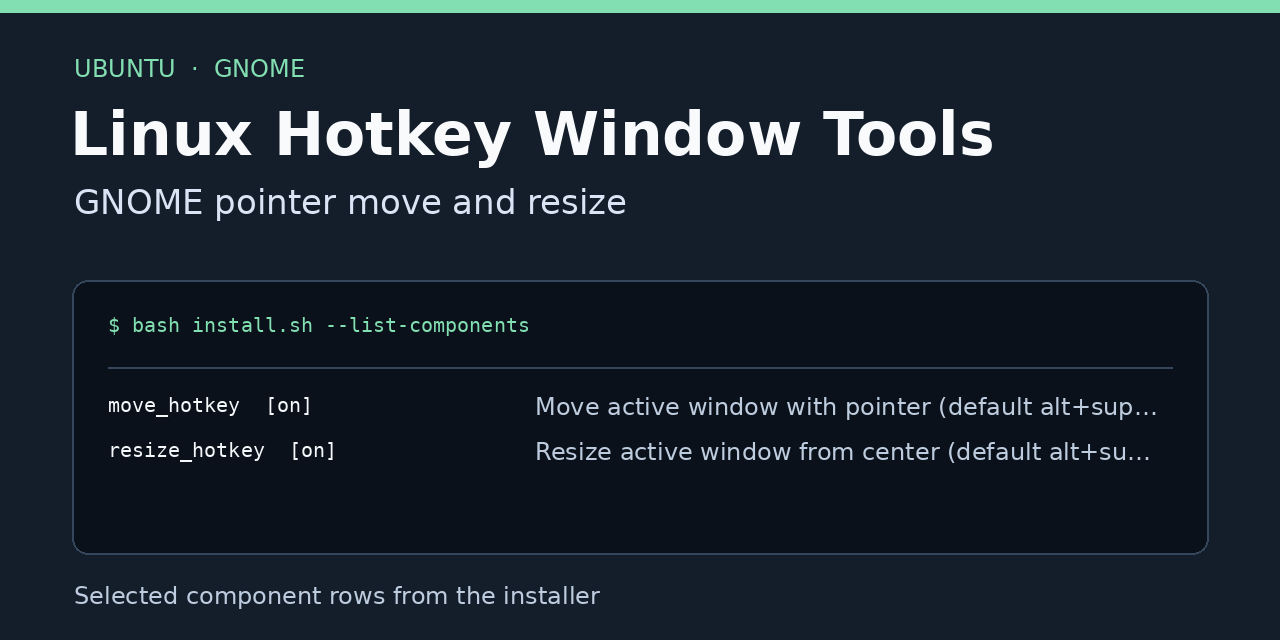 UBUNTU · GNOME
Linux Hotkey Window Tools
GNOME pointer move and resize
$ bash install.sh --list-components
move_hotkey [on] Move active window with pointer (default alt+sup…
resize_hotkey [on] Resize active window from center (default alt+su…
Selected component rows from the installer